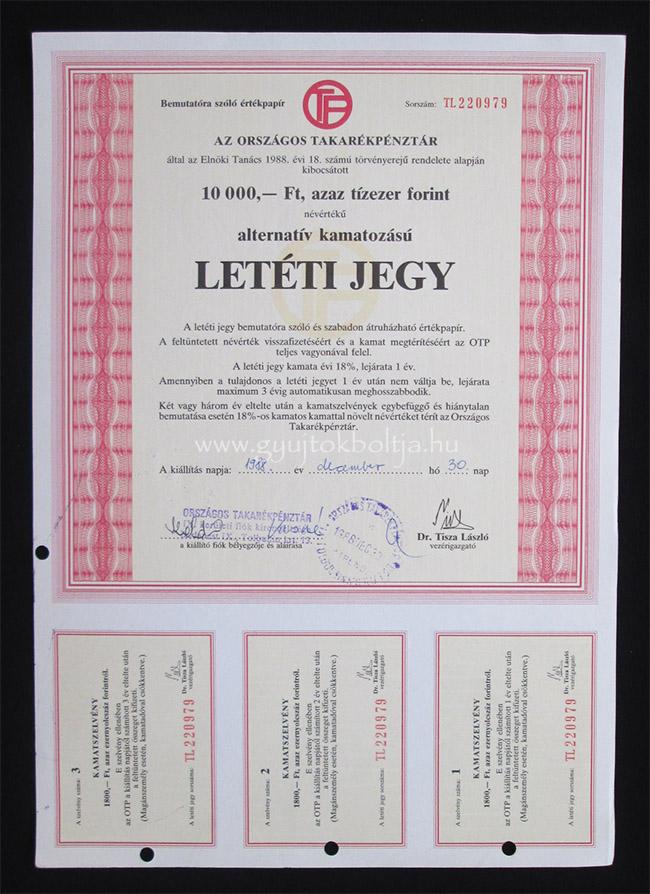 Bemutatóra szóló értékpapír
Sorszám: TL 220979
AZ ORSZÁGOS TAKARÉKPÉNZTÁR
által az Elnöki Tanács 1988. évi 18. számú törvényerejű rendelete alapján
kibocsátott
10 000,— Ft, azaz tízezer forint
névértékű
alternatív kamatozású
LETÉTI JEGY
A letéti jegy bemutatóra szóló és szabadon átruházható értékpapír.
A feltüntetett névérték visszafizetéséért és a kamat megtérítéséért az OTP
teljes vagyonával felel.
A letéti jegy kamata évi 18%, lejárata 1 év.
Amennyiben a tulajdonos a letéti jegyet 1 év után nem váltja be, lejárata
maximum 3 évig automatikusan meghosszabbodik.
Két vagy három év eltelte után a kamatszelvények egybefüggő és hiánytalan
bemutatása esetén 18%-os kamatos kamattal növelt névértéket térít az Országos
Takarékpénztár.
www.gyujtokboltja.hu
A kiállítás napja: 1988. év december hó 30. nap
ORSZÁGOS TAKARÉKPÉNZTÁR
a kiállító fiók bélyegzője és aláírása
Dr. Tisza László
vezérigazgató
A szelvény száma: 3
KAMATSZELVÉNY
1800,— Ft, azaz ezernyolcszáz forintról.
E szelvény ellenében
az OTP a kiállítás napjától számított 3 év eltelte után
a feltüntetett összeget kifizeti.
(Magánszemély esetén, kamatadóval csökkentve.)
Dr. Tisza László
vezérigazgató
A letéti jegy sorszáma: TL 220979
A szelvény száma: 2
KAMATSZELVÉNY
1800,— Ft, azaz ezernyolcszáz forintról.
E szelvény ellenében
az OTP a kiállítás napjától számított 2 év eltelte után
a feltüntetett összeget kifizeti.
(Magánszemély esetén, kamatadóval csökkentve.)
Dr. Tisza László
vezérigazgató
A letéti jegy sorszáma: TL 220979
A szelvény száma: 1
KAMATSZELVÉNY
1800,— Ft, azaz ezernyolcszáz forintról.
E szelvény ellenében
az OTP a kiállítás napjától számított 1 év eltelte után
a feltüntetett összeget kifizeti.
(Magánszemély esetén, kamatadóval csökkentve.)
Dr. Tisza László
vezérigazgató
A letéti jegy sorszáma: TL 220979